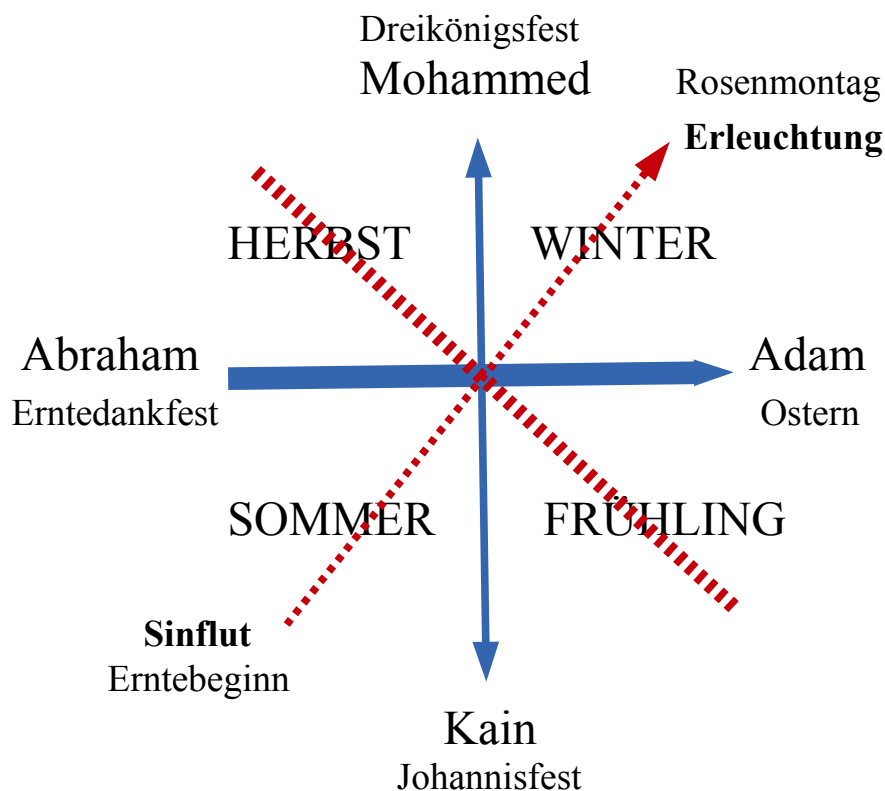 Dreikönigsfest
Mohammed
Rosenmontag
Erleuchtung
HERBST
WINTER
Abraham
Adam
Erntedankfest
Ostern
SOMMER
FRÜHLING
Sinflut
Erntebeginn
Kain
Johannisfest